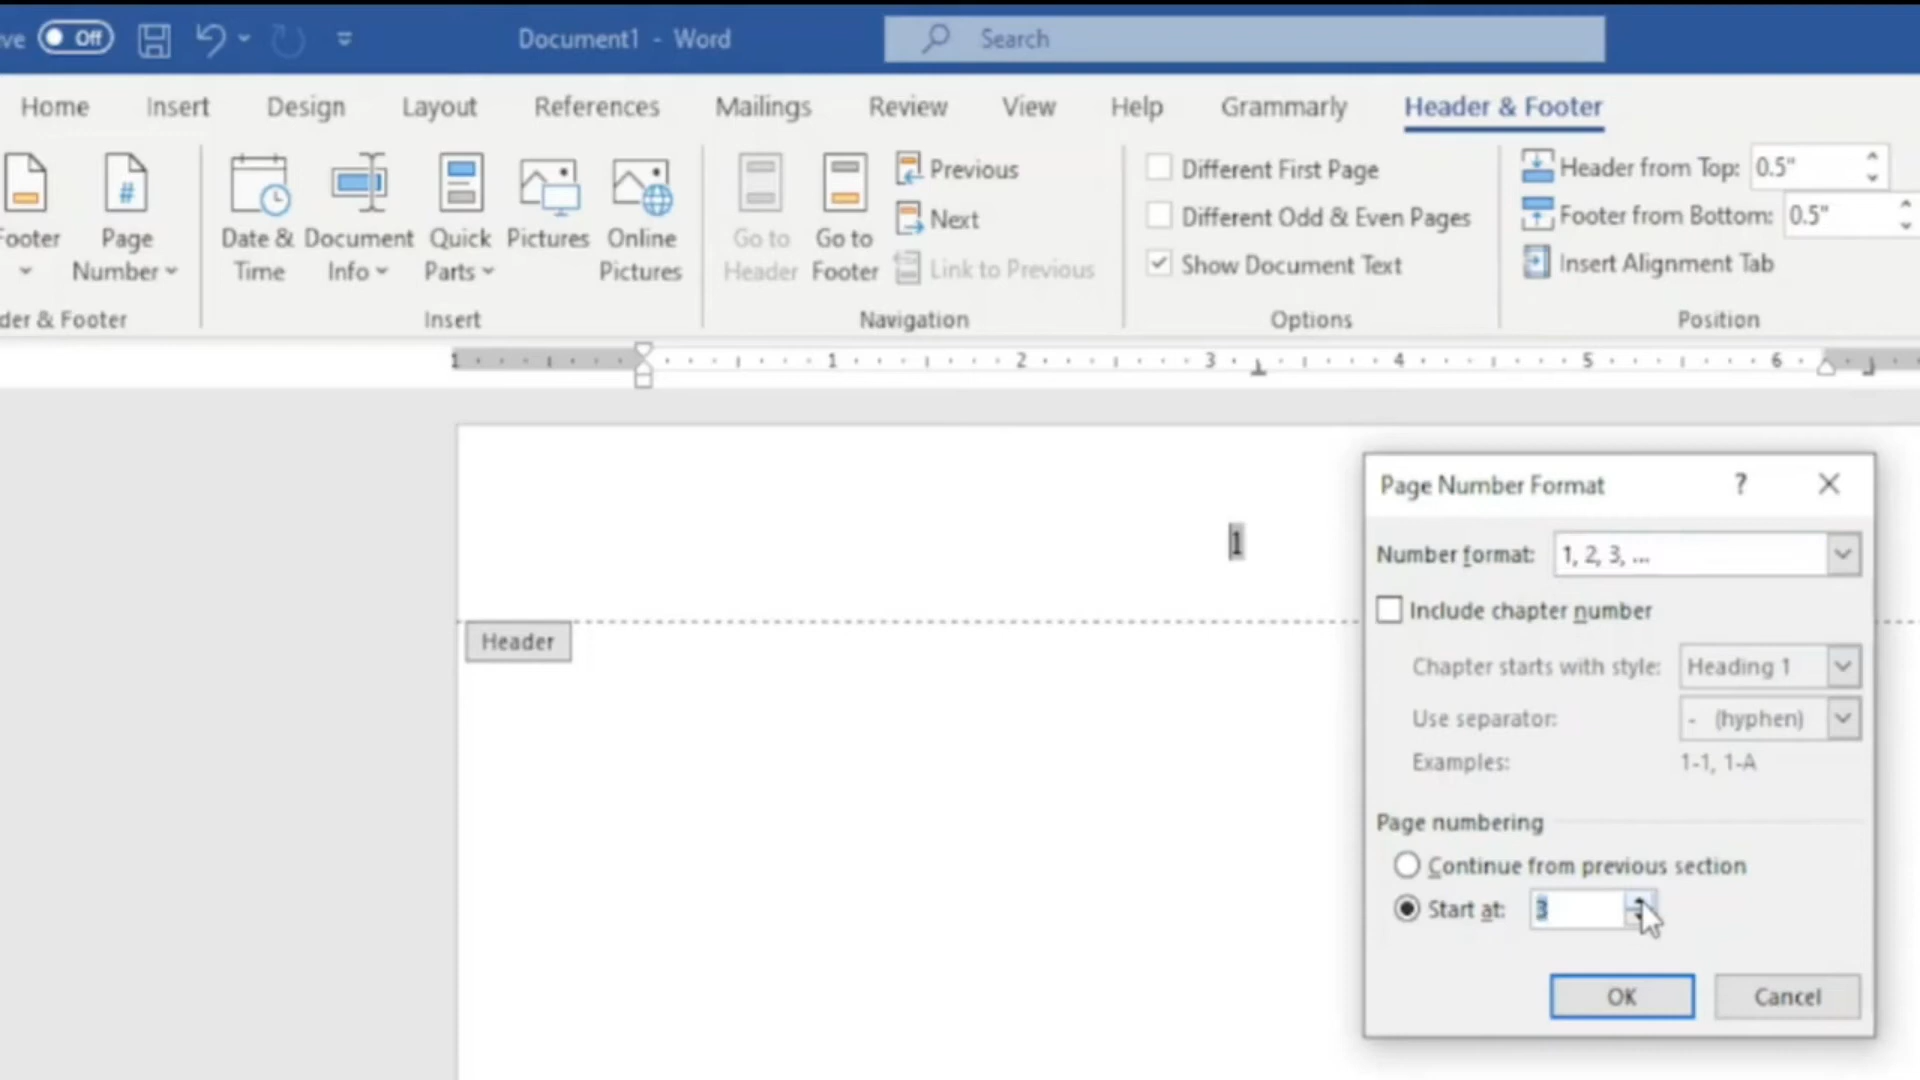 ve Off Document1 - Word Search
Home Insert Design Layout References Mailings Review View Help Grammarly Header & Footer
Footer Page Number Date & Time Document Info Quick Parts Pictures Online Pictures Go to Header Go to Footer
Previous
Next
Link to Previous
Different First Page
Different Odd & Even Pages
Show Document Text
Header from Top: 0.5"
Footer from Bottom: 0.5"
Insert Alignment Tab
der & Footer Insert Navigation Options Position
1 1 2 3 4 5 6
1
Header
Page Number Format ?
Number format: 1, 2, 3, ...
Include chapter number
Chapter starts with style: Heading 1
Use separator: - (hyphen)
Examples: 1-1, 1-A
Page numbering
Continue from previous section
Start at: 3
OK Cancel